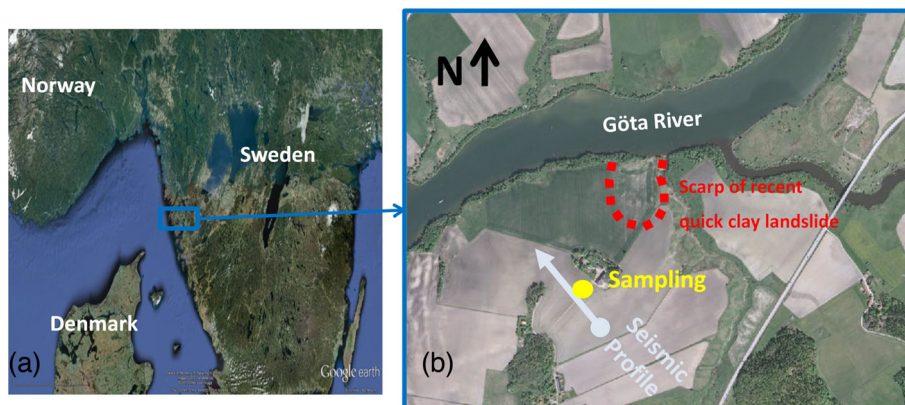 Norway
Sweden
Denmark
(a)
Google earth
N
Göta River
Scarp of recent
quick clay landslide
Sampling
Seismic
Profile
(b)